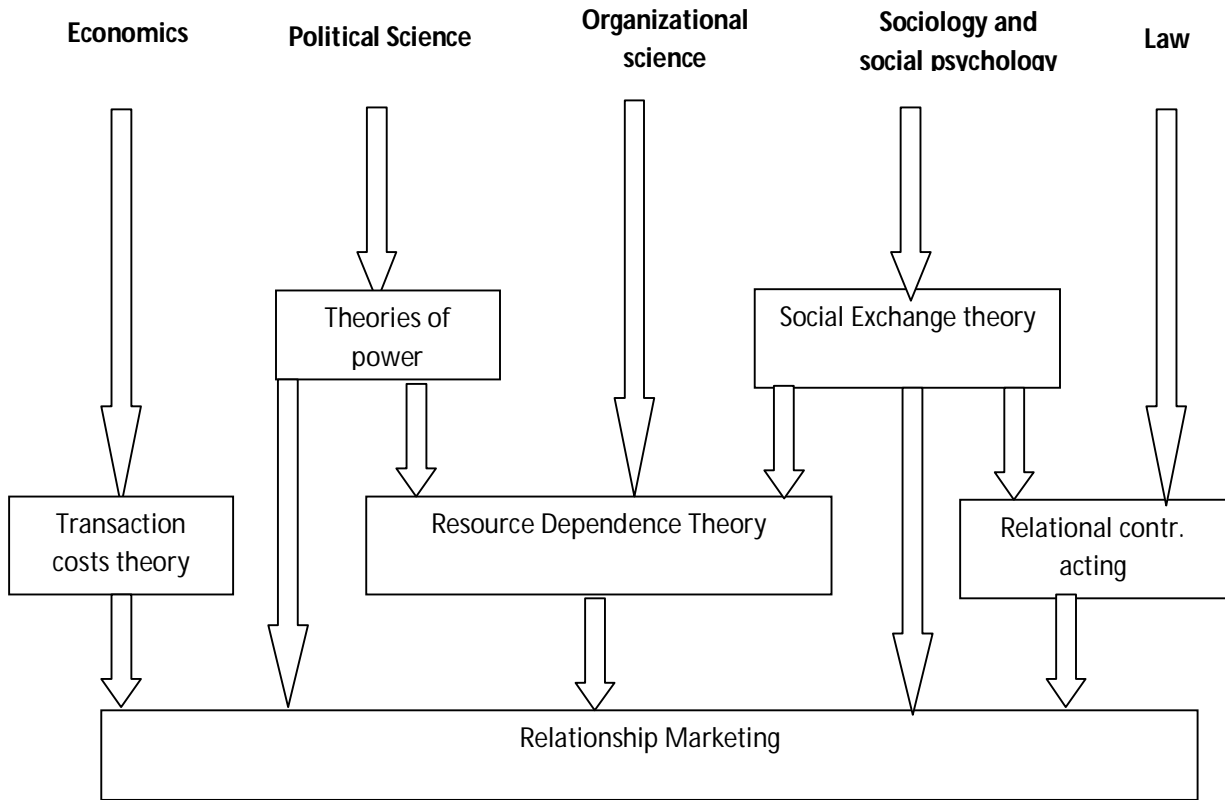 Economics
Political Science
Organizational
science
Sociology and
social psychology
Law
Theories of
power
Social Exchange theory
Transaction
costs theory
Resource Dependence Theory
Relational contr.
acting
Relationship Marketing